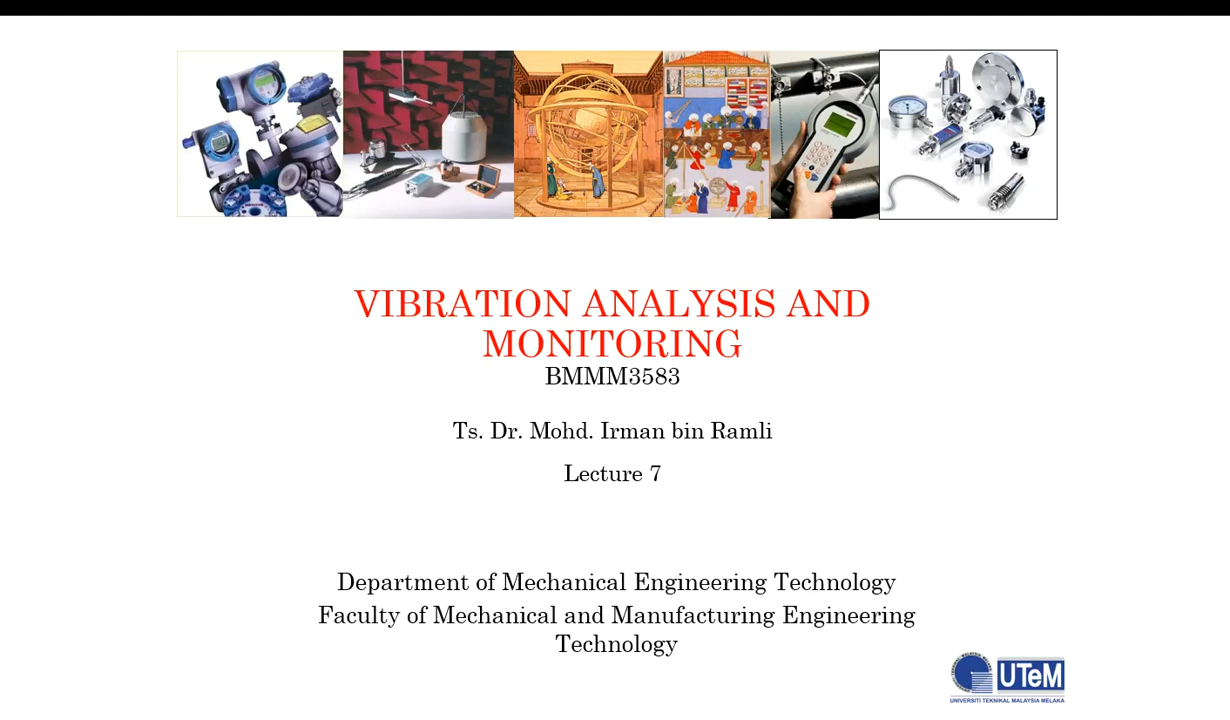 VIBRATION ANALYSIS AND
MONITORING
BMMM3583
Ts. Dr. Mohd. Irman bin Ramli
Lecture 7
Department of Mechanical Engineering Technology
Faculty of Mechanical and Manufacturing Engineering
Technology
UTeM
UNIVERSITI TEKNIKAL MALAYSIA MELAKA